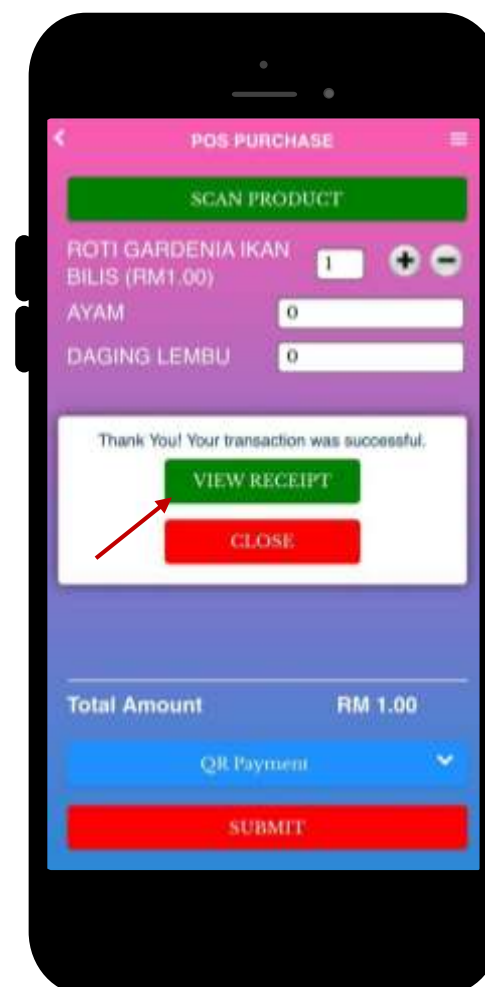 POS PURCHASE
SCAN PRODUCT
ROTI GARDENIA IKAN
BILIS (RM1.00)
1
AYAM
0
DAGING LEMBU
0
Thank You! Your transaction was successful.
VIEW RECEIPT
CLOSE
Total Amount RM 1.00
QR Payment
SUBMIT